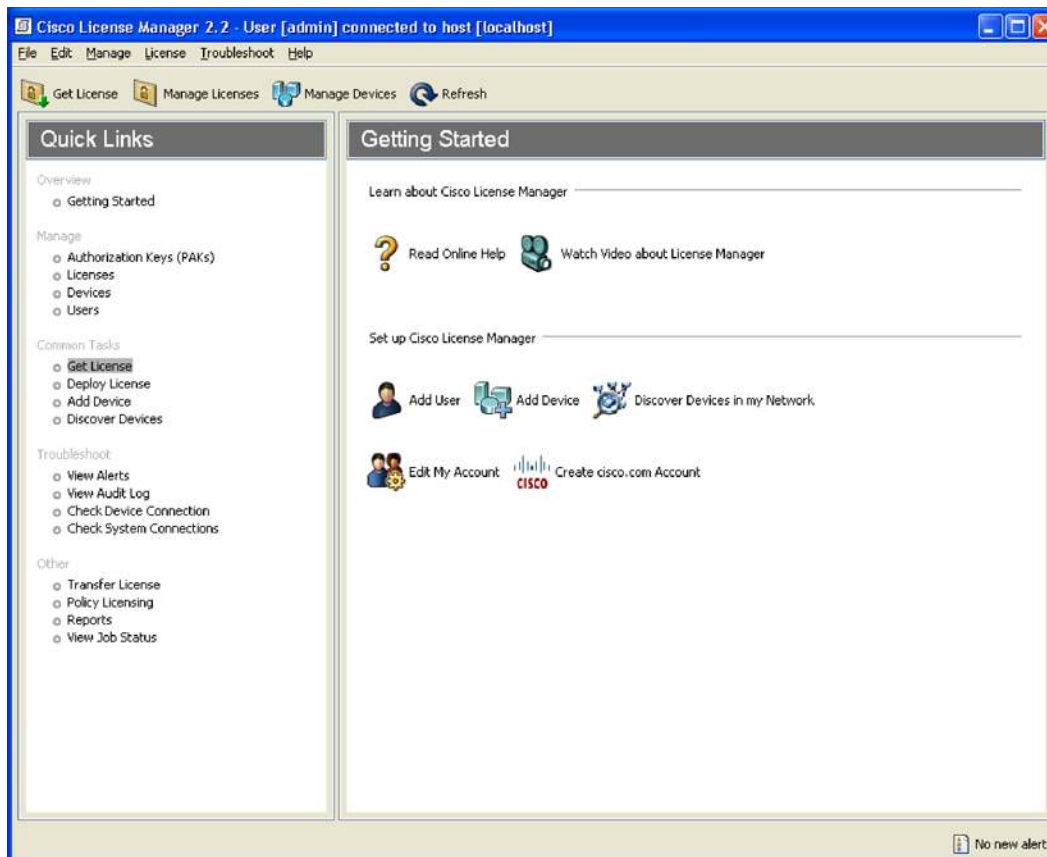 Cisco License Manager 2.2 - User [admin] connected to host [localhost]
File Edit Manage License Troubleshoot Help
Get License Manage Licenses Manage Devices Refresh
Quick Links
Overview
Getting Started
Manage
Authorization Keys (PAKs)
Licenses
Devices
Users
Common Tasks
Get License
Deploy License
Add Device
Discover Devices
Troubleshoot
View Alerts
View Audit Log
Check Device Connection
Check System Connections
Other
Transfer License
Policy Licensing
Reports
View Job Status
Getting Started
Learn about Cisco License Manager
Read Online Help Watch Video about License Manager
Set up Cisco License Manager
Add User Add Device Discover Devices in my Network
Edit My Account CISCO Create cisco.com Account
No new alert